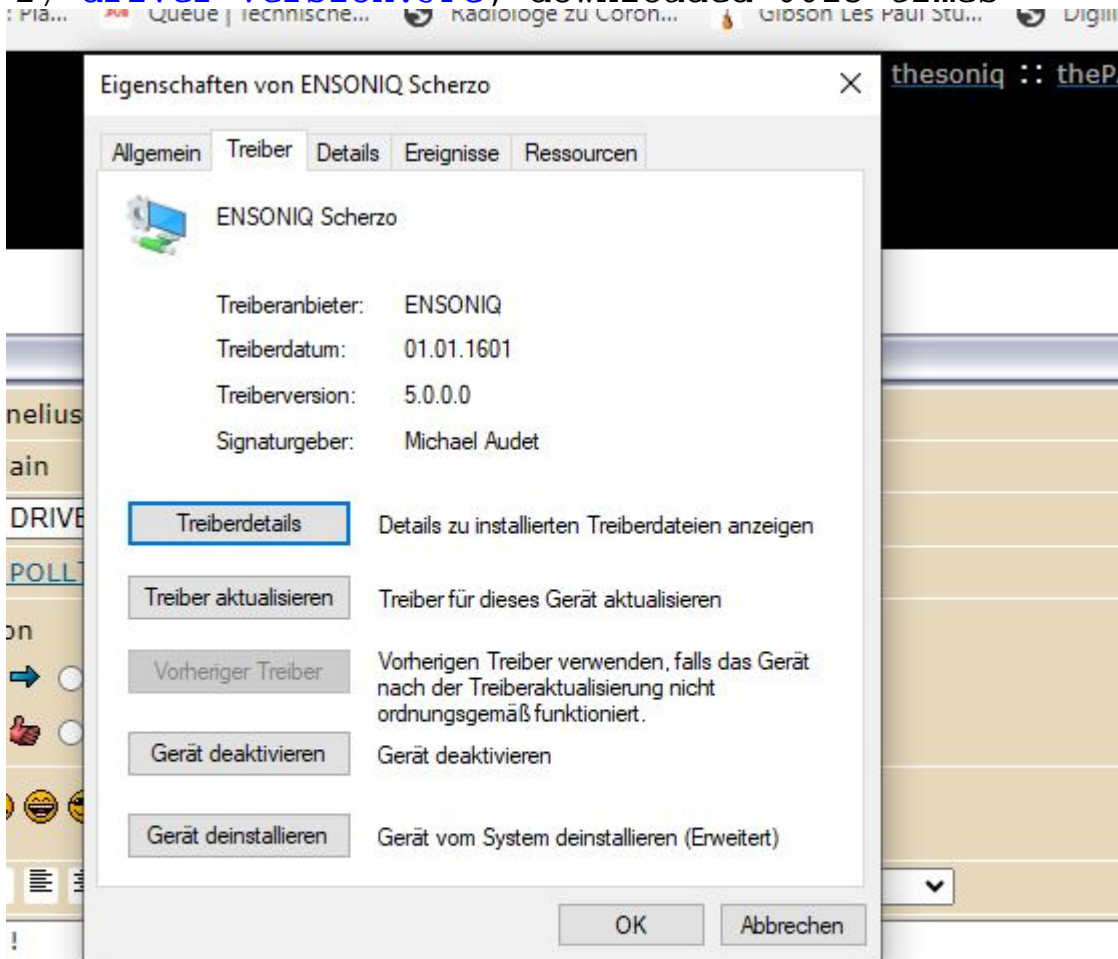 downloaded
Queue | Technische...
Radiologe zu Coron...
Gibson Les Paul Stu...
Eigenschaften von ENSONIQ Scherzo
thesoniq :: theP
Allgemein Treiber Details Ereignisse Ressourcen
ENSONIQ Scherzo
Treiberanbieter: ENSONIQ
Treiberdatum: 01.01.1601
Treiberversion: 5.0.0.0
nelius
Signaturgeber: Michael Audet
ain
DRIVE
Treiberdetails Details zu installierten Treiberdateien anzeigen
POLL
Treiber aktualisieren Treiber für dieses Gerät aktualisieren
on
Vorheriger Treiber Vorherigen Treiber verwenden, falls das Gerät
nach der Treiberaktualisierung nicht
ordnungsgemäß funktioniert.
Gerät deaktivieren Gerät deaktivieren
Gerät deinstallieren Gerät vom System deinstallieren (Erweitert)
OK Abbrechen
!